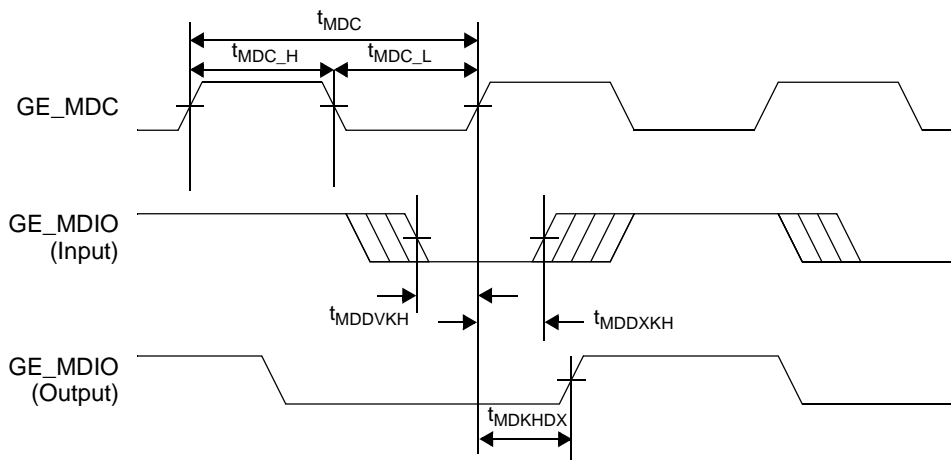 tMDC
tMDC_H
tMDC_L
GE_MDC
GE_MDIO
(Input)
tMDDVKH
tMDDXKH
GE_MDIO
(Output)
tMDKHDX